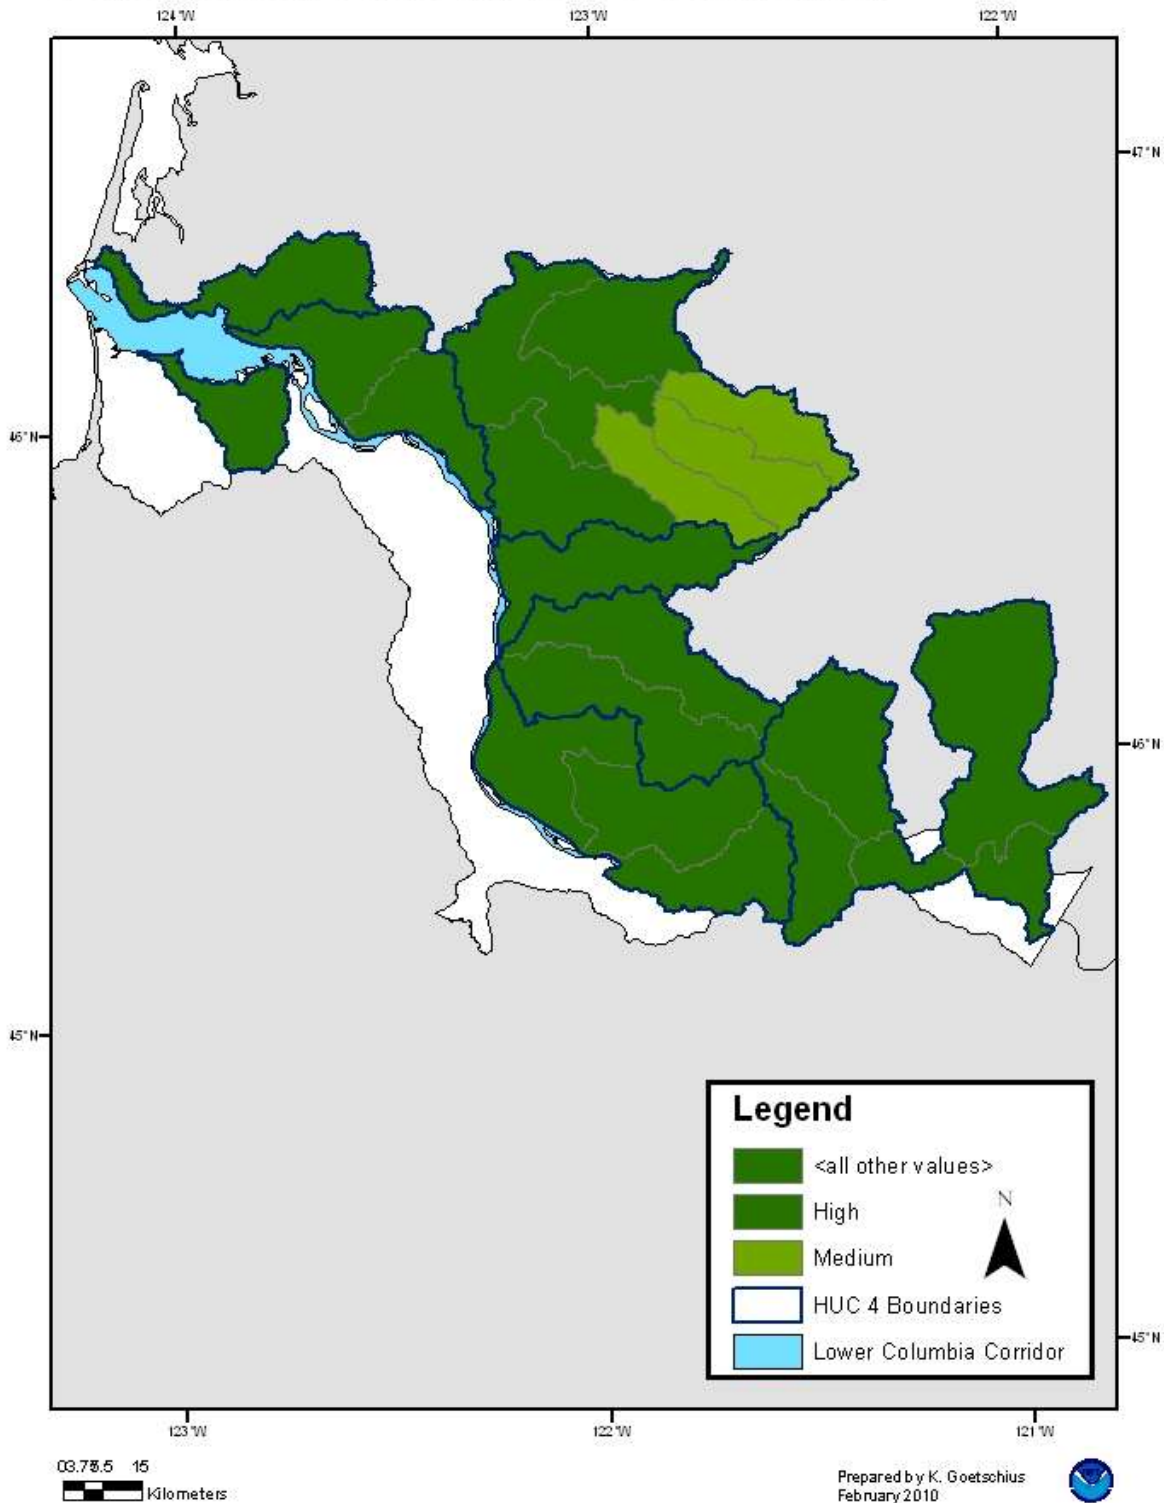 124°W 123°W 122°W
47°N
46°N
46°N
45°N
45°N
Legend
<all other values>
High
Medium
HUC 4 Boundaries
Lower Columbia Corridor
N
123°W 122°W 121°W
15
Kilometers
Prepared by K. Goetschius
February 2010